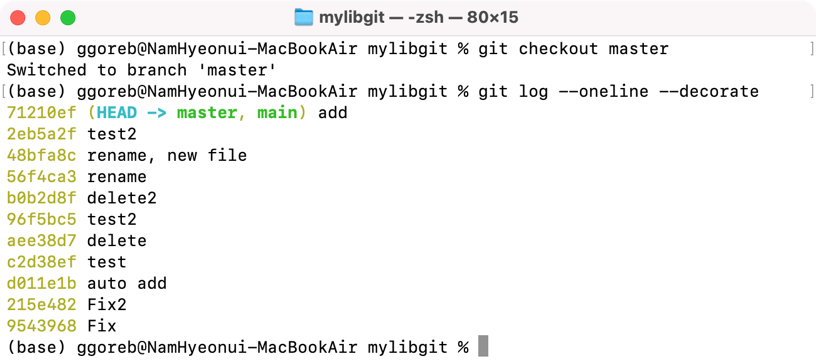 mylibgit — -zsh — 80×15
[(base) ggoreb@NamHyeonui-MacBookAir mylibgit % git checkout master ]
Switched to branch 'master'
[(base) ggoreb@NamHyeonui-MacBookAir mylibgit % git log --oneline --decorate ]
71210ef (HEAD -> master, main) add
2eb5a2f test2
48bfa8c rename, new file
56f4ca3 rename
b0b2d8f delete2
96f5bc5 test2
aee38d7 delete
c2d38ef test
d011e1b auto add
215e482 Fix2
9543968 Fix
(base) ggoreb@NamHyeonui-MacBookAir mylibgit %